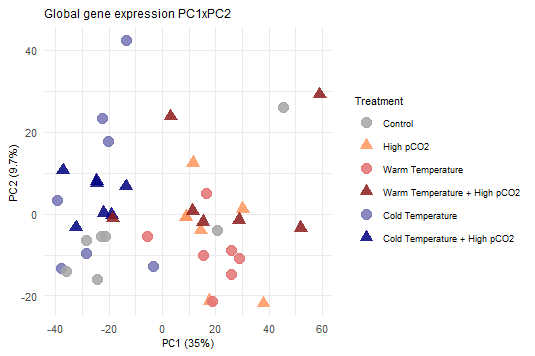 Global gene expression PC1xPC2
40
20
0
-20
-40
-20
0
20
40
60
PC1 (35%)
PC2 (9.7%)
Treatment
Control
High pCO2
Warm Temperature
Warm Temperature + High pCO2
Cold Temperature
Cold Temperature + High pCO2